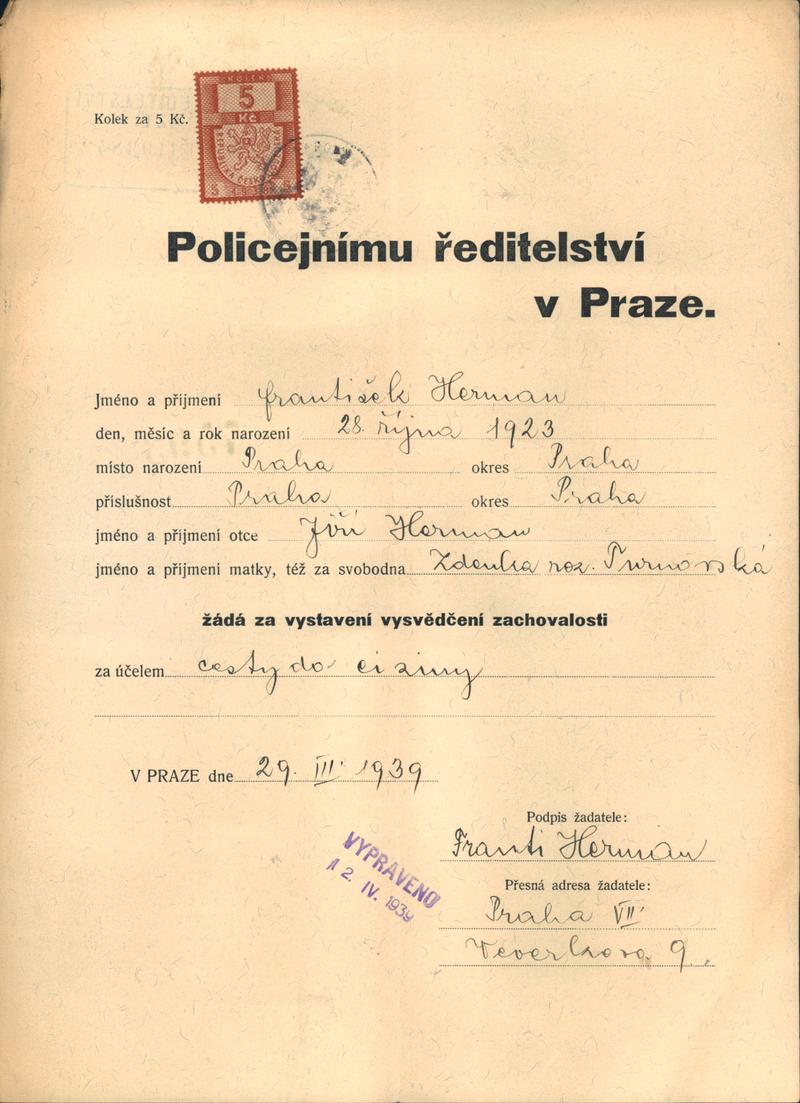 KOLEK
5
Kč
Kolek za 5 Kč.
Policejnímu ředitelství
v Praze.
Jméno a příjmení František Herman
den, měsíc a rok narození 28. října 1923
místo narození Praha okres Praha
příslušnost Praha okres Praha
jméno a příjmení otce Jiří Herman
jméno a příjmení matky, též za svobodna Zdenka roz. Turnovská
žádá za vystavení vysvědčení zachovalosti
za účelem cesty do ciziny
V PRAZE dne 29. III. 1939
Podpis žadatele:
Franti Herman
VYPRAVENO
12. IV. 1939
Přesná adresa žadatele:
Praha VII
Veverkova 9.